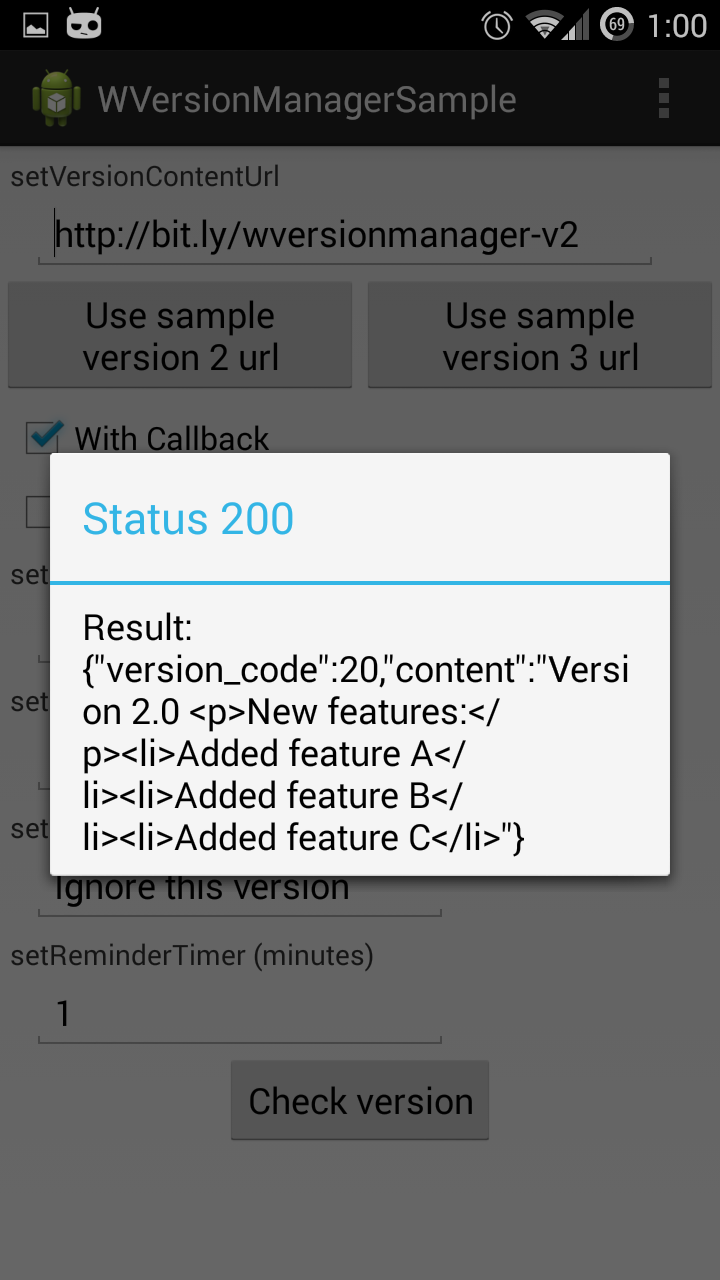 69 1:00
WVersionManagerSample
setVersionContentUrl
http://bit.ly/wversionmanager-v2
Use sample
version 2 url
Use sample
version 3 url
With Callback
Status 200
set
Result:
{"version_code":20,"content":"Versi
on 2.0 <p>New features:</
set
p><li>Added feature A</
li><li>Added feature B</
set
li><li>Added feature C</li>"}
Ignore this version
setReminderTimer (minutes)
1
Check version